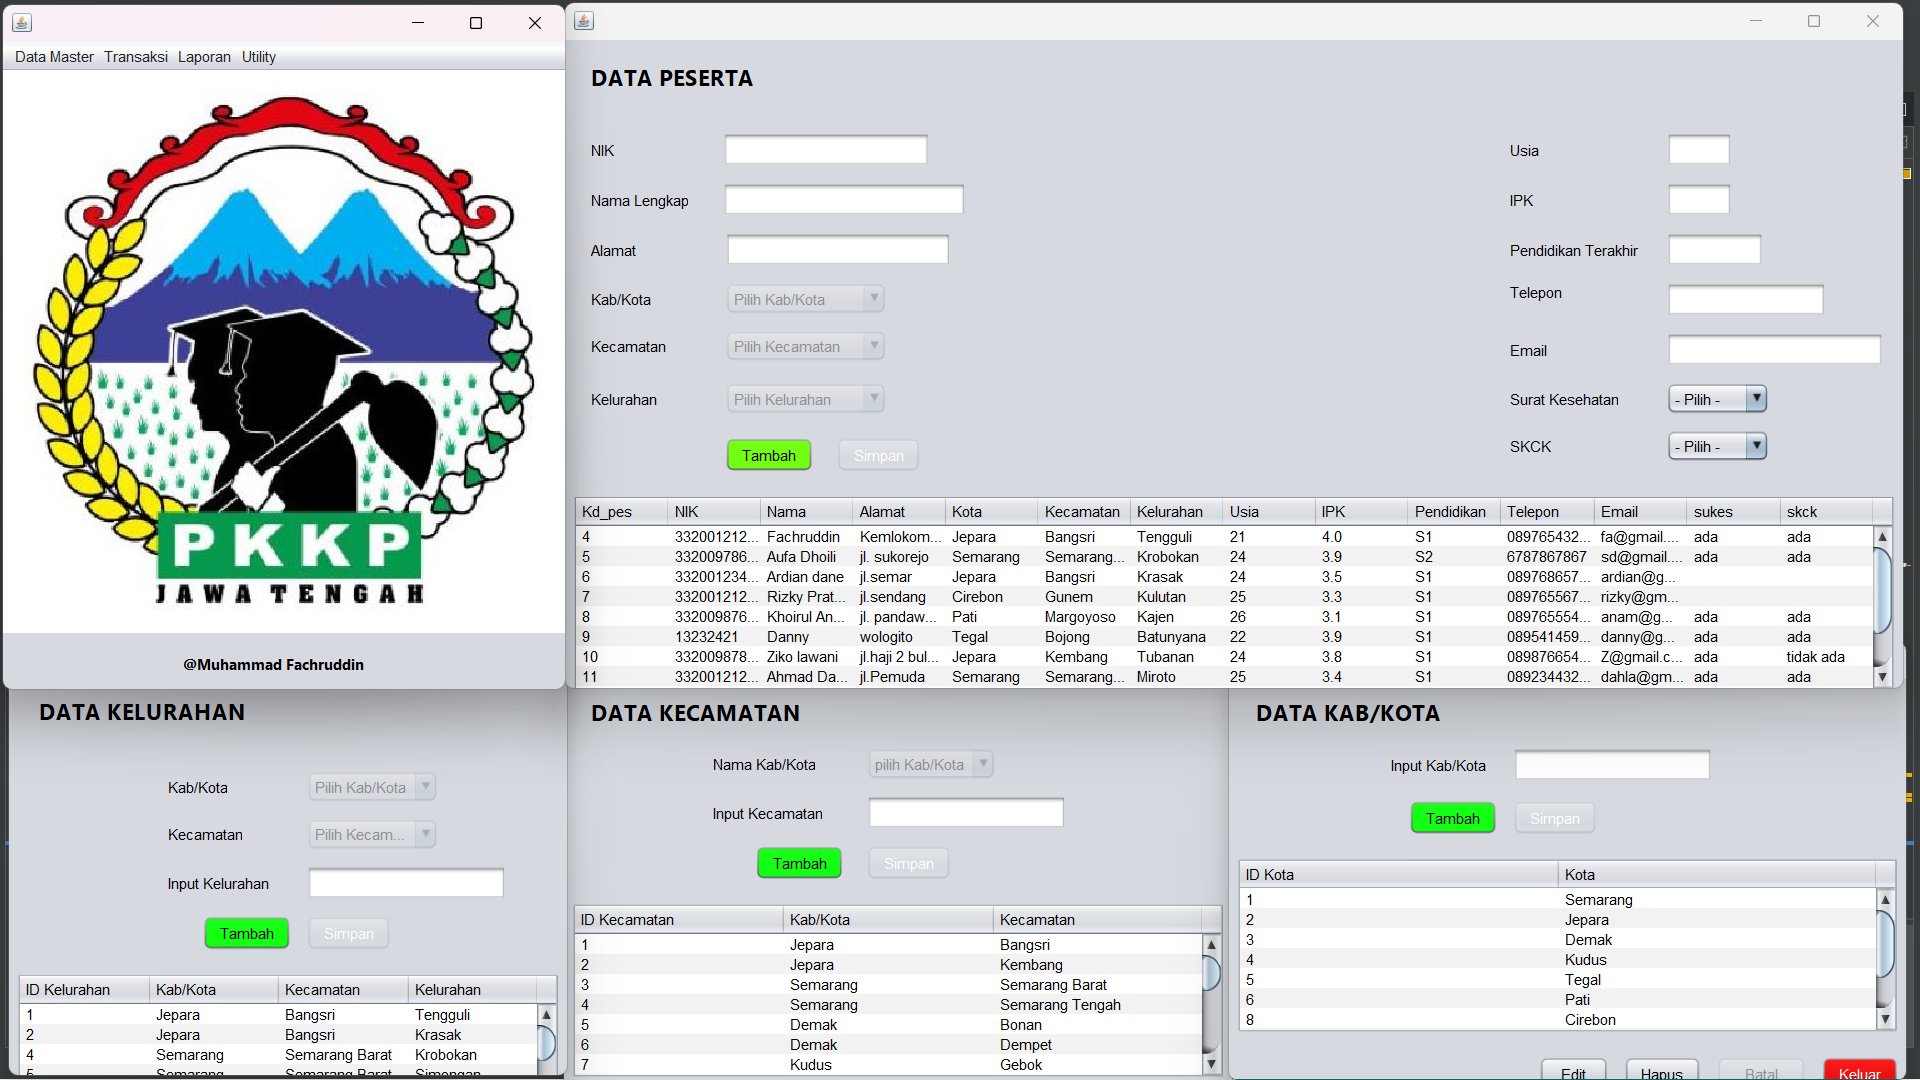 Data Master Transaksi Laporan Utility
PKKP
JAWA TENGAH
@Muhammad Fachruddin
DATA PESERTA
NIK
Nama Lengkap
Alamat
Kab/Kota Pilih Kab/Kota
Kecamatan Pilih Kecamatan
Kelurahan Pilih Kelurahan
Tambah Simpan
Usia
IPK
Pendidikan Terakhir
Telepon
Email
Surat Kesehatan - Pilih -
SKCK - Pilih -
Kd_pes NIK Nama Alamat Kota Kecamatan Kelurahan Usia IPK Pendidikan Telepon Email sukes skck
4 332001212... Fachruddin Kemlokom... Jepara Bangsri Tengguli 21 4.0 S1 089765432... fa@gmail.... ada ada
5 332009786... Aufa Dhoili jl. sukorejo Semarang Semarang... Krobokan 24 3.9 S2 6787867867 sd@gmail.... ada ada
6 332001234... Ardian dane jl.semar Jepara Bangsri Krasak 24 3.5 S1 089768657... ardian@g...
7 332001212... Rizky Prat... jl.sendang Cirebon Gunem Kulutan 25 3.3 S1 089765567... rizky@gm...
8 332009876... Khoirul An... jl. pandaw... Pati Margoyoso Kajen 26 3.1 S1 089765554... anam@g... ada ada
9 13232421 Danny wologito Tegal Bojong Batunyana 22 3.9 S1 089541459... danny@g... ada ada
10 332009878... Ziko lawani jl.haji 2 bul... Jepara Kembang Tubanan 24 3.8 S1 089876654... Z@gmail.c... ada tidak ada
11 332001212... Ahmad Da... jl.Pemuda Semarang Semarang... Miroto 25 3.4 S1 089234432... dahla@gm... ada ada
DATA KELURAHAN
Kab/Kota Pilih Kab/Kota
Kecamatan Pilih Kecam...
Input Kelurahan
Tambah Simpan
ID Kelurahan Kab/Kota Kecamatan Kelurahan
1 Jepara Bangsri Tengguli
2 Jepara Bangsri Krasak
4 Semarang Semarang Barat Krobokan
5 Semarang Semarang Barat Simongan
DATA KECAMATAN
Nama Kab/Kota pilih Kab/Kota
Input Kecamatan
Tambah Simpan
ID Kecamatan Kab/Kota Kecamatan
1 Jepara Bangsri
2 Jepara Kembang
3 Semarang Semarang Barat
4 Semarang Semarang Tengah
5 Demak Bonan
6 Demak Dempet
7 Kudus Gebok
DATA KAB/KOTA
Input Kab/Kota
Tambah Simpan
ID Kota Kota
1 Semarang
2 Jepara
3 Demak
4 Kudus
5 Tegal
6 Pati
8 Cirebon
Edit Hapus Batal Keluar